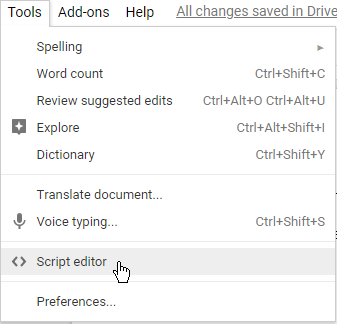 Tools Add-ons Help All changes saved in Drive
Spelling
Word count Ctrl+Shift+C
Review suggested edits Ctrl+Alt+O Ctrl+Alt+U
Explore Ctrl+Alt+Shift+I
Dictionary Ctrl+Shift+Y
Translate document...
Voice typing... Ctrl+Shift+S
Script editor
Preferences...